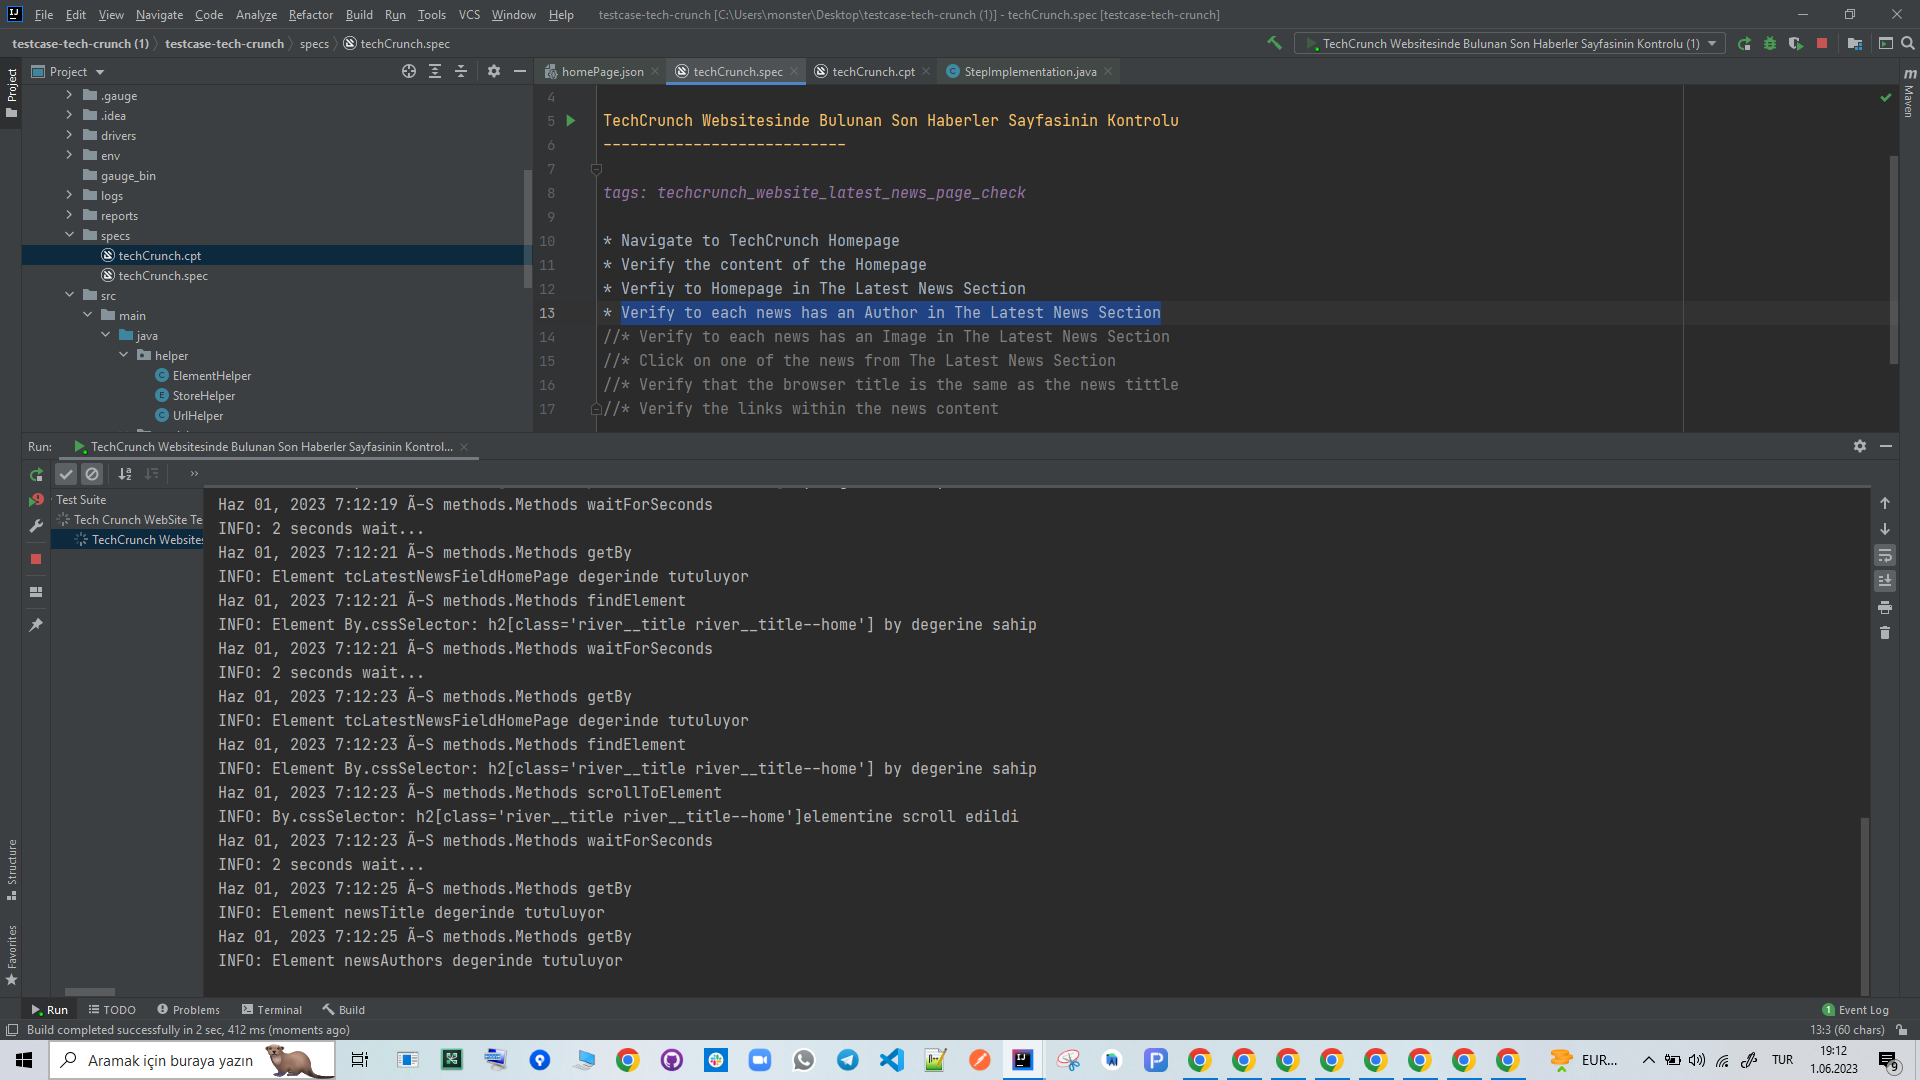 File Edit View Navigate Code Analyze Refactor Build Run Tools VCS Window Help testcase-tech-crunch [C:\Users\monster\Desktop\testcase-tech-crunch (1)] - techCrunch.spec [testcase-tech-crunch]
testcase-tech-crunch (1) testcase-tech-crunch specs techCrunch.spec TechCrunch Websitesinde Bulunan Son Haberler Sayfasinin Kontrolu (1)
Project homePage.json techCrunch.spec techCrunch.cpt StepImplementation.java
Project
Maven
.gauge
.idea
drivers
env
gauge_bin
logs
reports
specs
techCrunch.cpt
techCrunch.spec
src
main
java
helper
ElementHelper
StoreHelper
UrlHelper
4
5 TechCrunch Websitesinde Bulunan Son Haberler Sayfasinin Kontrolu
6 ---------------------------
7
8 tags: techcrunch_website_latest_news_page_check
9
10 * Navigate to TechCrunch Homepage
11 * Verify the content of the Homepage
12 * Verfiy to Homepage in The Latest News Section
13 * Verify to each news has an Author in The Latest News Section
14 //* Verify to each news has an Image in The Latest News Section
15 //* Click on one of the news from The Latest News Section
16 //* Verify that the browser title is the same as the news tittle
17 //* Verify the links within the news content
Run: TechCrunch Websitesinde Bulunan Son Haberler Sayfasinin Kontrol...
Test Suite
Tech Crunch WebSite Te
TechCrunch Websites
Haz 01, 2023 7:12:19 Ã-S methods.Methods waitForSeconds
INFO: 2 seconds wait...
Haz 01, 2023 7:12:21 Ã-S methods.Methods getBy
INFO: Element tcLatestNewsFieldHomePage degerinde tutuluyor
Haz 01, 2023 7:12:21 Ã-S methods.Methods findElement
INFO: Element By.cssSelector: h2[class='river__title river__title--home'] by degerine sahip
Haz 01, 2023 7:12:21 Ã-S methods.Methods waitForSeconds
INFO: 2 seconds wait...
Haz 01, 2023 7:12:23 Ã-S methods.Methods getBy
INFO: Element tcLatestNewsFieldHomePage degerinde tutuluyor
Haz 01, 2023 7:12:23 Ã-S methods.Methods findElement
INFO: Element By.cssSelector: h2[class='river__title river__title--home'] by degerine sahip
Haz 01, 2023 7:12:23 Ã-S methods.Methods scrollToElement
INFO: By.cssSelector: h2[class='river__title river__title--home']elementine scroll edildi
Haz 01, 2023 7:12:23 Ã-S methods.Methods waitForSeconds
INFO: 2 seconds wait...
Haz 01, 2023 7:12:25 Ã-S methods.Methods getBy
INFO: Element newsTitle degerinde tutuluyor
Haz 01, 2023 7:12:25 Ã-S methods.Methods getBy
INFO: Element newsAuthors degerinde tutuluyor
Structure
Favorites
Run TODO Problems Terminal Build 1 Event Log
Build completed successfully in 2 sec, 412 ms (moments ago) 13:3 (60 chars)
Aramak için buraya yazın EUR... TUR 19:12
1.06.2023 9